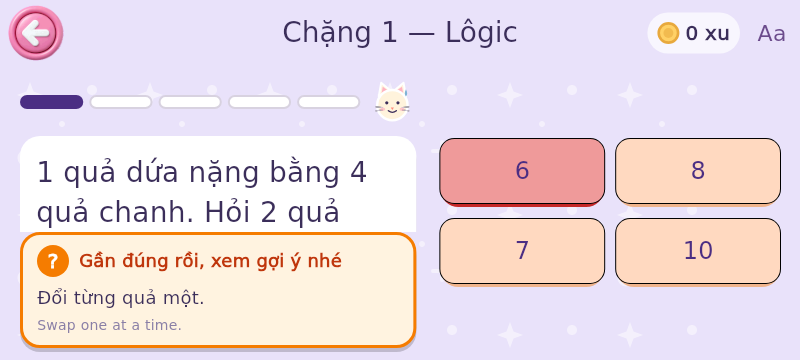 Chặng 1 — Lôgic
0 xu
Aa
1 quả dứa nặng bằng 4
quả chanh. Hỏi 2 quả
?
Gần đúng rồi, xem gợi ý nhé
Đổi từng quả một.
Swap one at a time.
6
8
7
10